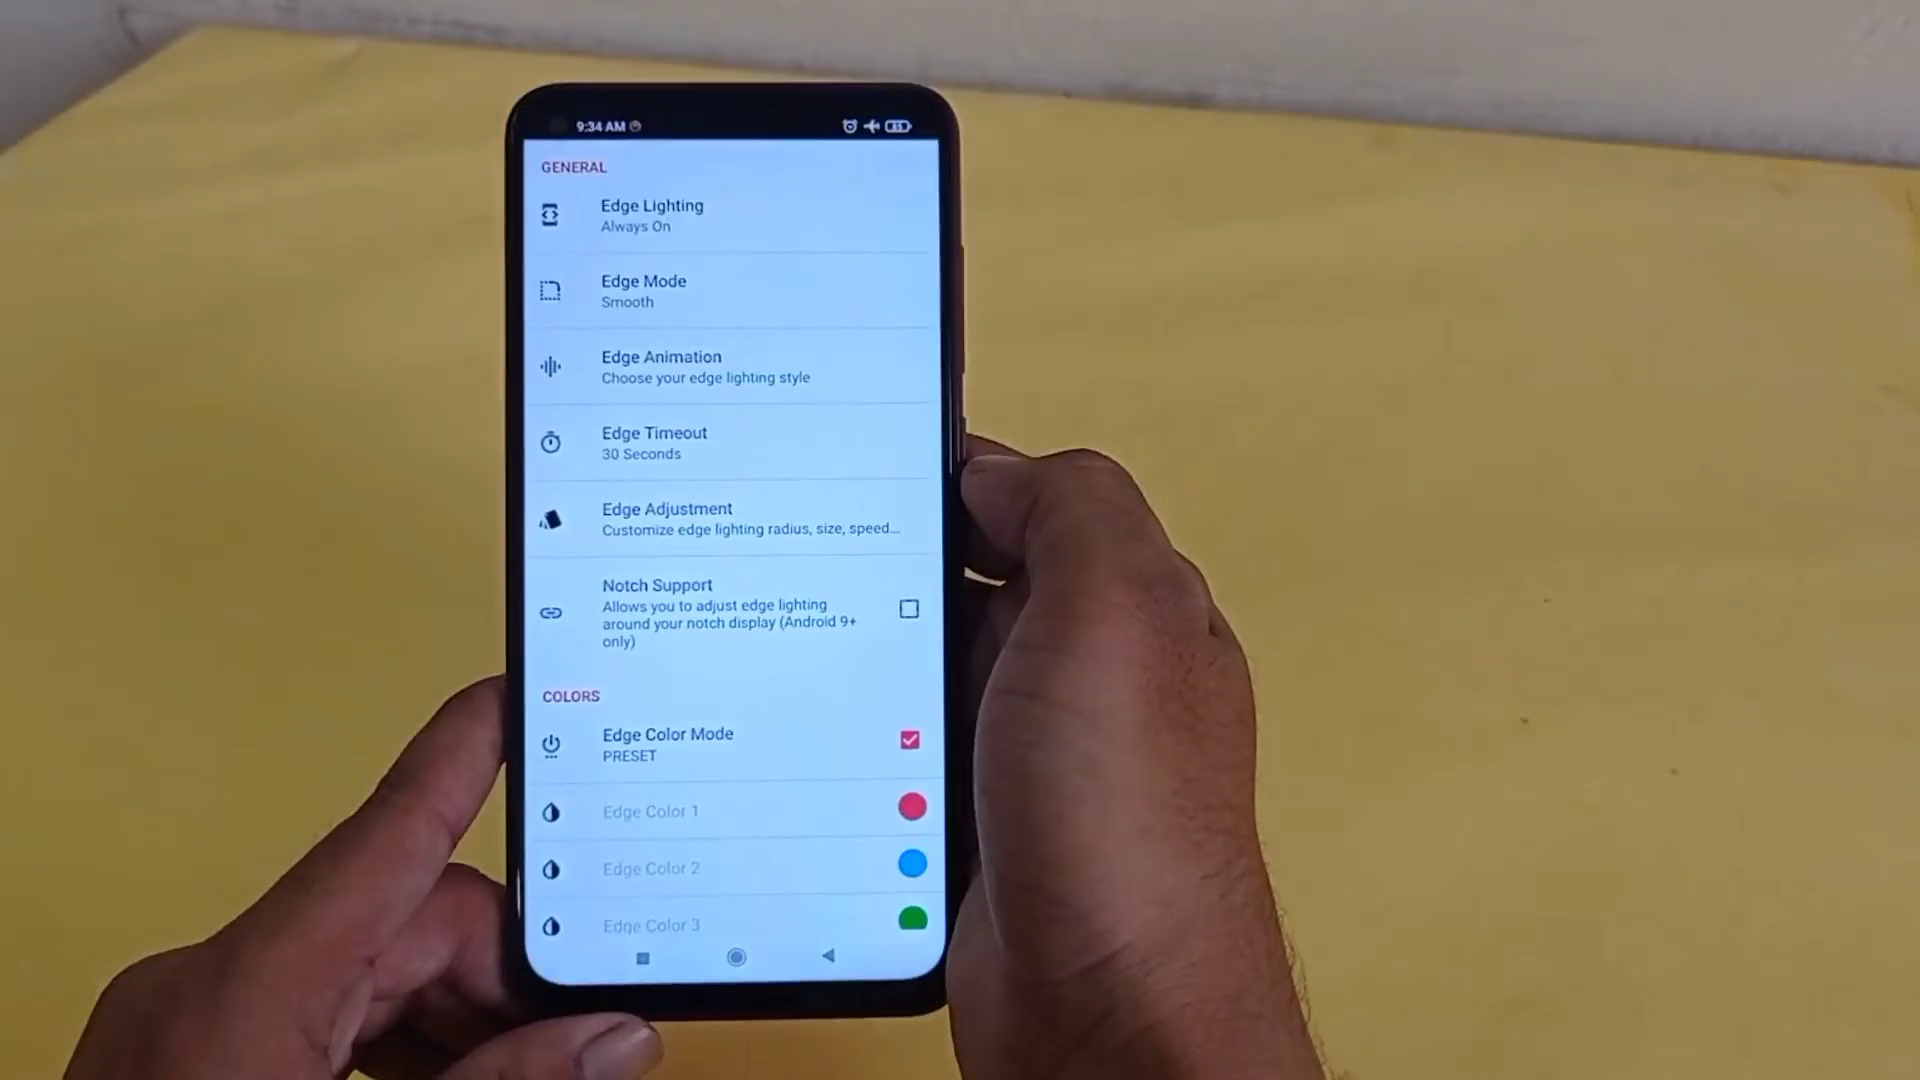 9:34 AM
GENERAL
Edge Lighting
Always On
Edge Mode
Smooth
Edge Animation
Choose your edge lighting style
Edge Timeout
30 Seconds
Edge Adjustment
Customize edge lighting radius, size, speed...
Notch Support
Allows you to adjust edge lighting
around your notch display (Android 9+
only)
COLORS
Edge Color Mode
PRESET
Edge Color 1
Edge Color 2
Edge Color 3